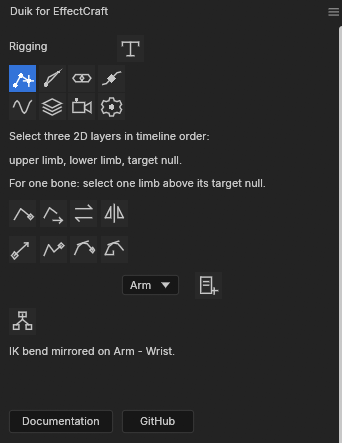 Duik for EffectCraft
Rigging
Select three 2D layers in timeline order:
upper limb, lower limb, target null.
For one bone: select one limb above its target null.
Arm
IK bend mirrored on Arm - Wrist.
Documentation
GitHub